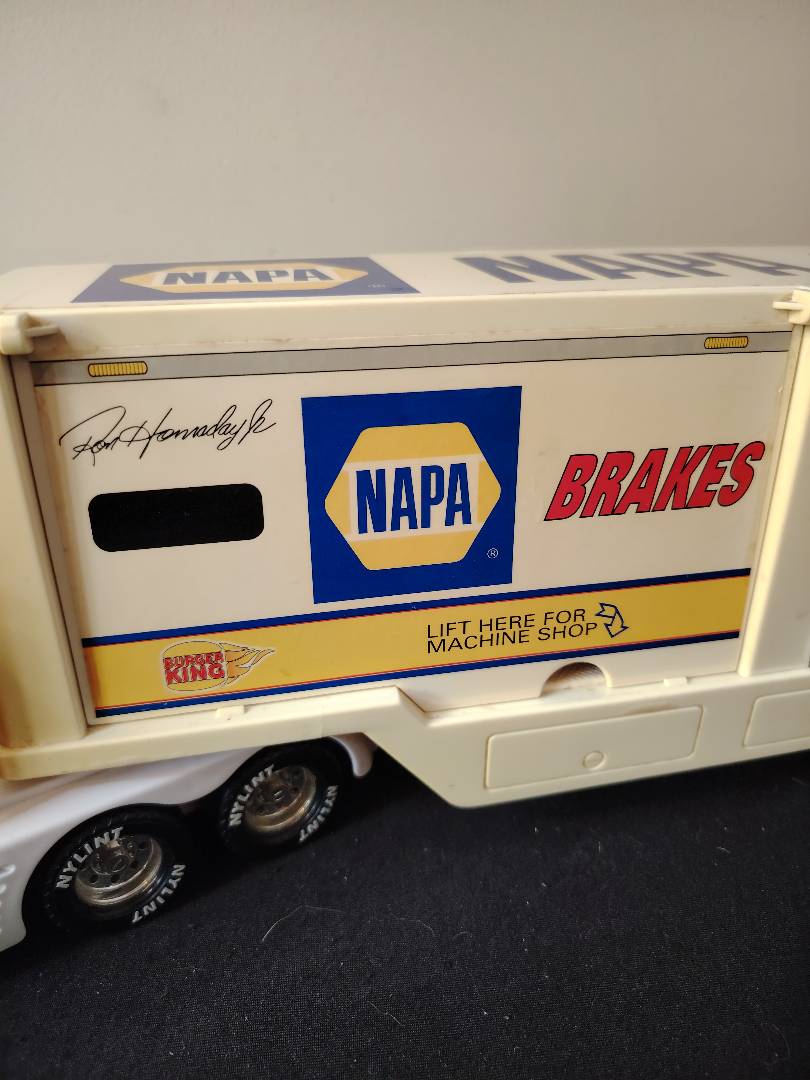 NAPA
®
NAPA
Ron Hornaday Jr
NAPA
®
BRAKES
LIFT HERE FOR
MACHINE SHOP
BURGER
KING
NYLINT
NYLINT
NYLINT
NYLINT